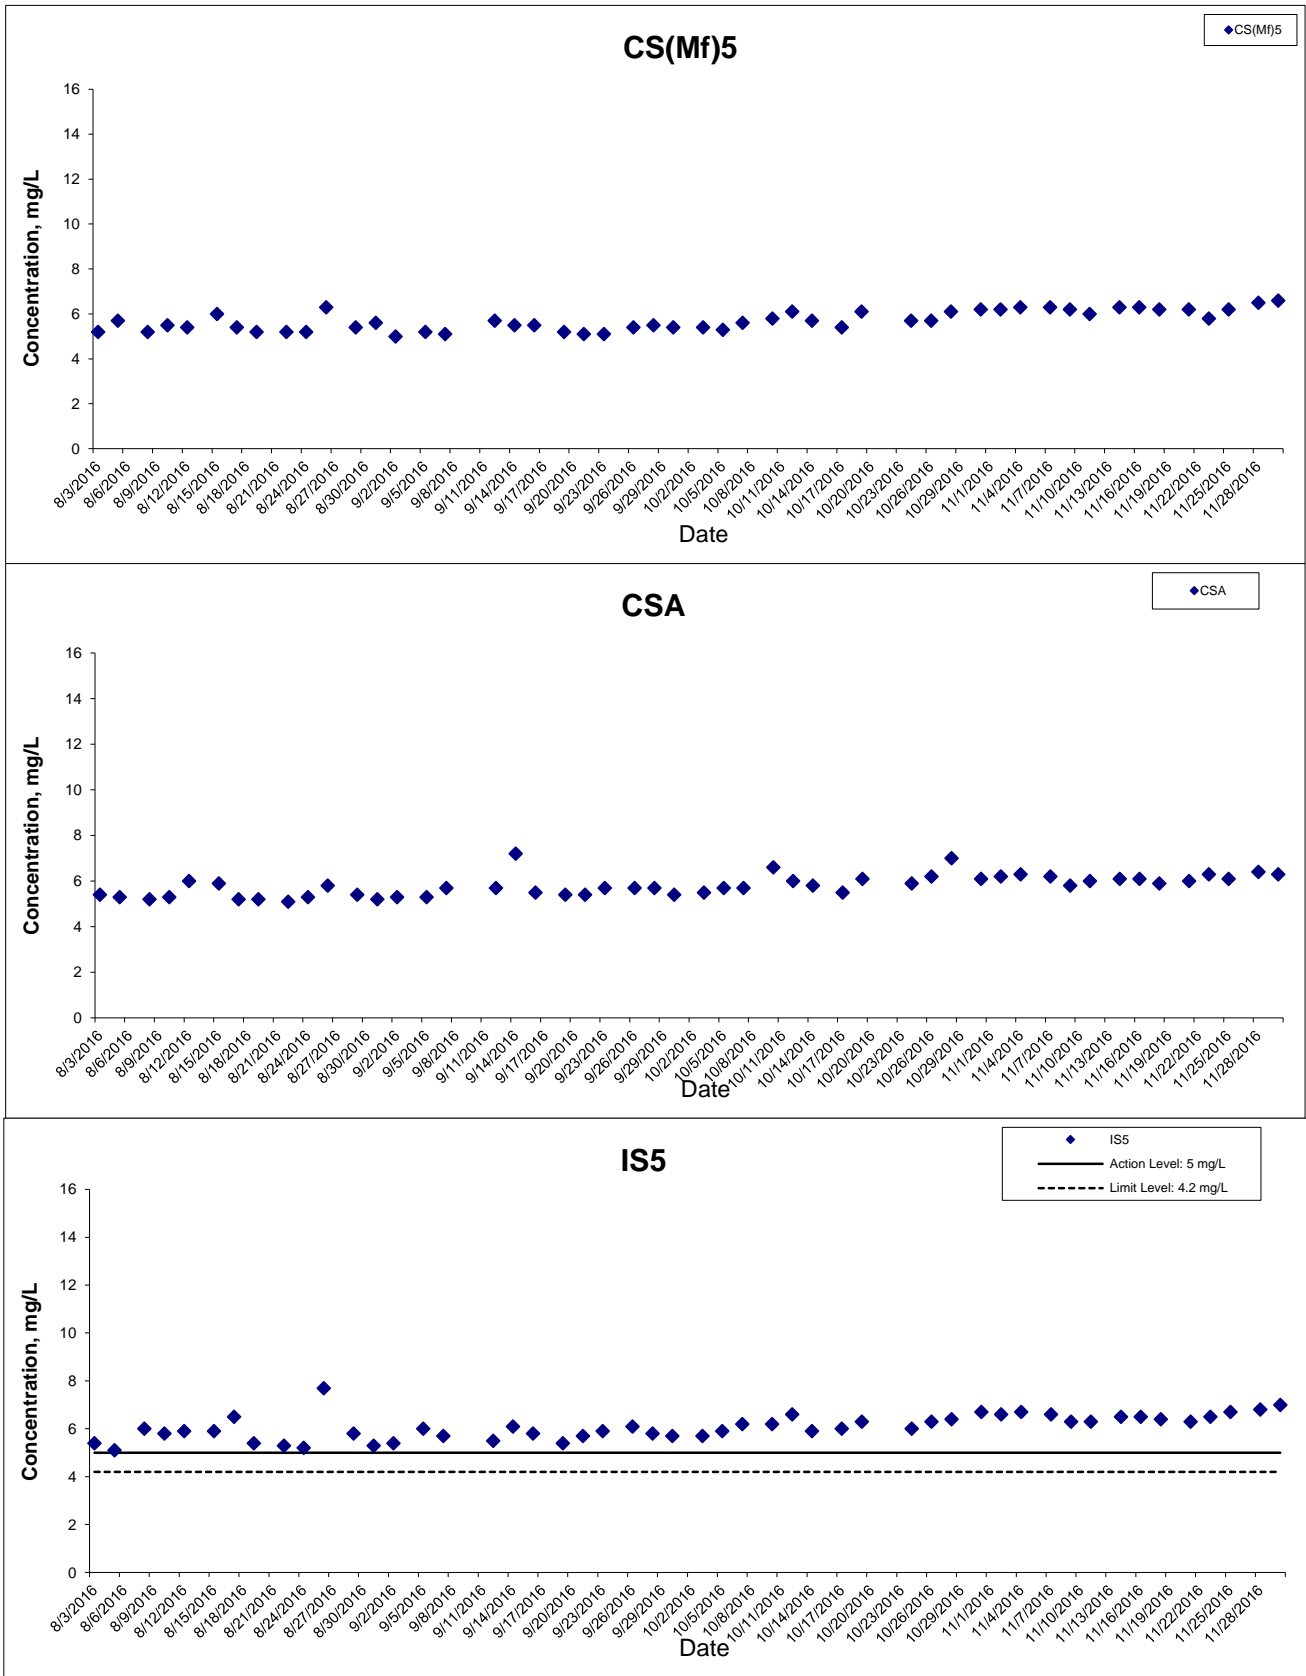 CS(Mf)5
CS(Mf)5
Concentration, mg/L
16
14
12
10
8
6
4
2
0
8/3/2016 8/6/2016 8/9/2016 8/12/2016 8/15/2016 8/18/2016 8/21/2016 8/24/2016 8/27/2016 8/30/2016 9/2/2016 9/5/2016 9/8/2016 9/11/2016 9/14/2016 9/17/2016 9/20/2016 9/23/2016 9/26/2016 9/29/2016 10/2/2016 10/5/2016 10/8/2016 10/11/2016 10/14/2016 10/17/2016 10/20/2016 10/23/2016 10/26/2016 10/29/2016 11/1/2016 11/4/2016 11/7/2016 11/10/2016 11/13/2016 11/16/2016 11/19/2016 11/22/2016 11/25/2016 11/28/2016
Date
CSA
CSA
Concentration, mg/L
16
14
12
10
8
6
4
2
0
8/3/2016 8/6/2016 8/9/2016 8/12/2016 8/15/2016 8/18/2016 8/21/2016 8/24/2016 8/27/2016 8/30/2016 9/2/2016 9/5/2016 9/8/2016 9/11/2016 9/14/2016 9/17/2016 9/20/2016 9/23/2016 9/26/2016 9/29/2016 10/2/2016 10/5/2016 10/8/2016 10/11/2016 10/14/2016 10/17/2016 10/20/2016 10/23/2016 10/26/2016 10/29/2016 11/1/2016 11/4/2016 11/7/2016 11/10/2016 11/13/2016 11/16/2016 11/19/2016 11/22/2016 11/25/2016 11/28/2016
Date
IS5
IS5
Action Level: 5 mg/L
Limit Level: 4.2 mg/L
Concentration, mg/L
16
14
12
10
8
6
4
2
0
8/3/2016 8/6/2016 8/9/2016 8/12/2016 8/15/2016 8/18/2016 8/21/2016 8/24/2016 8/27/2016 8/30/2016 9/2/2016 9/5/2016 9/8/2016 9/11/2016 9/14/2016 9/17/2016 9/20/2016 9/23/2016 9/26/2016 9/29/2016 10/2/2016 10/5/2016 10/8/2016 10/11/2016 10/14/2016 10/17/2016 10/20/2016 10/23/2016 10/26/2016 10/29/2016 11/1/2016 11/4/2016 11/7/2016 11/10/2016 11/13/2016 11/16/2016 11/19/2016 11/22/2016 11/25/2016 11/28/2016
Date